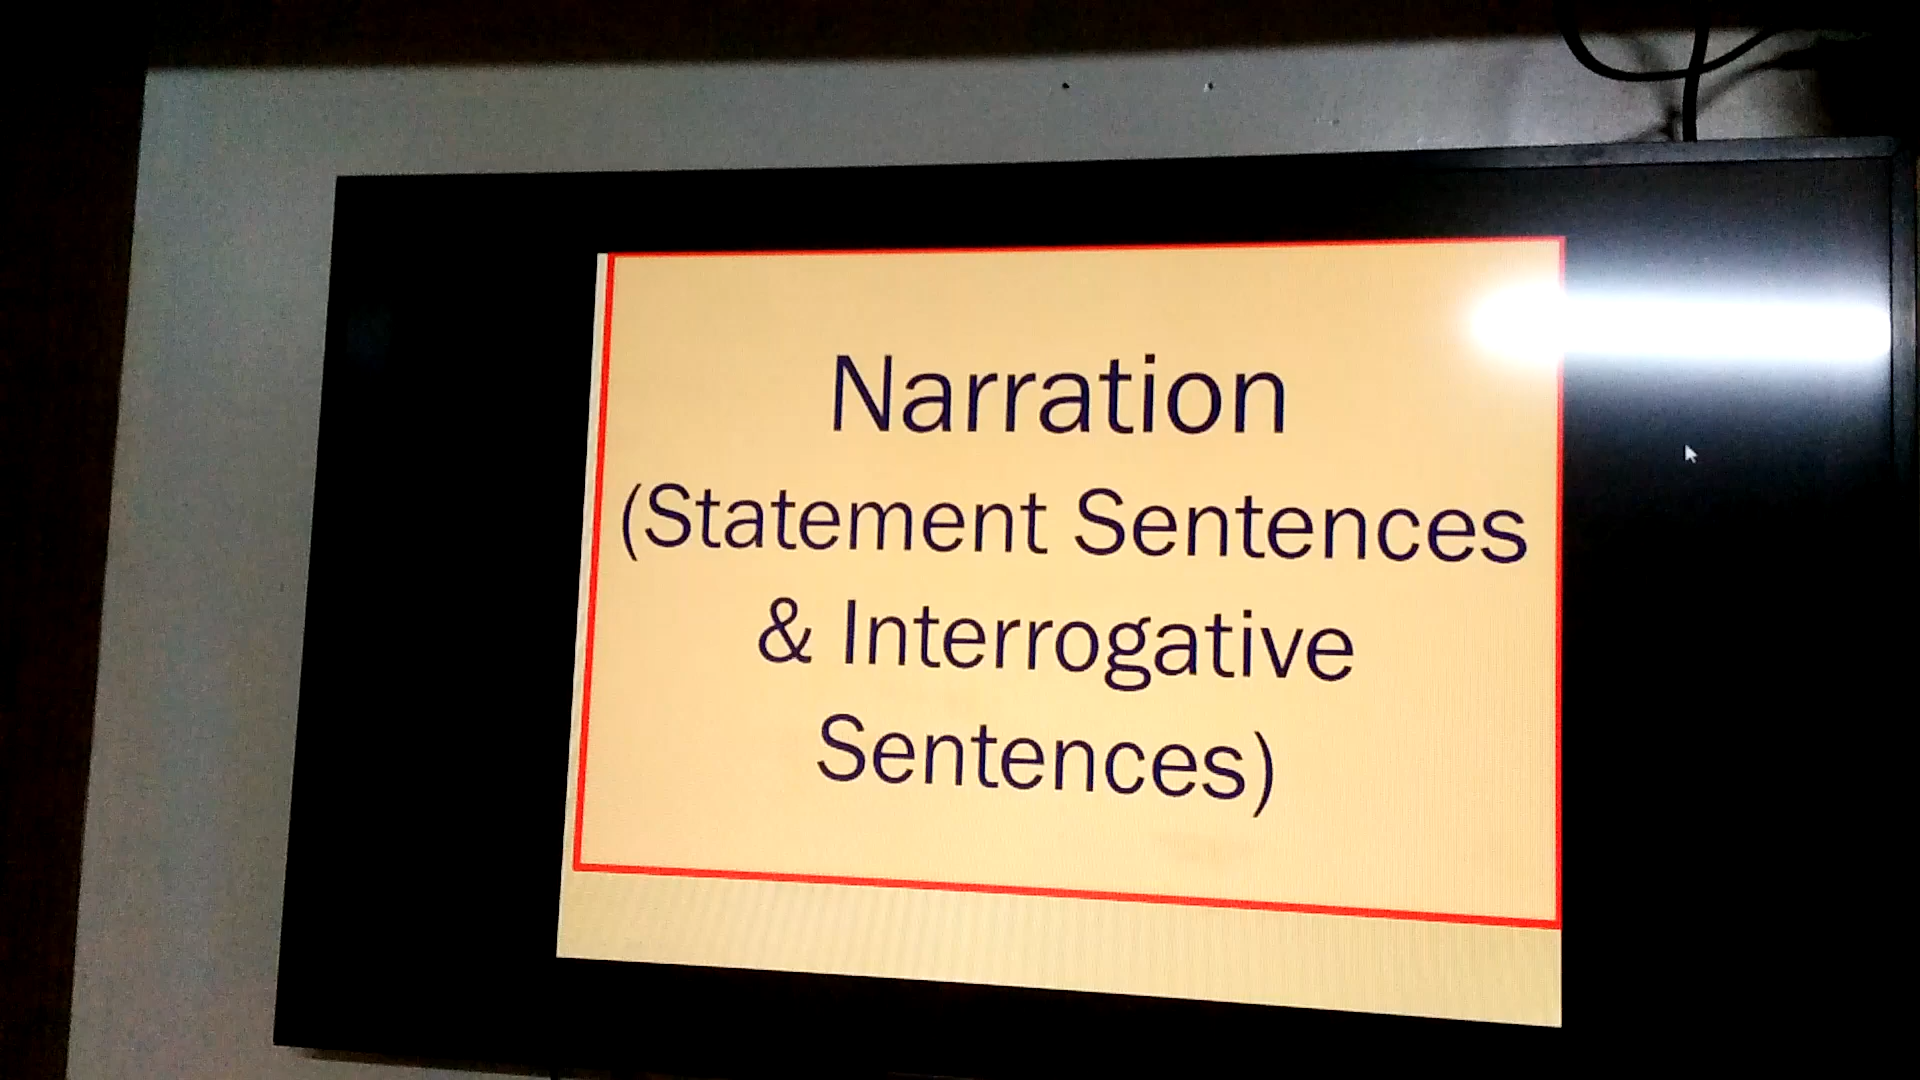 Narration
(Statement Sentences
& Interrogative
Sentences)